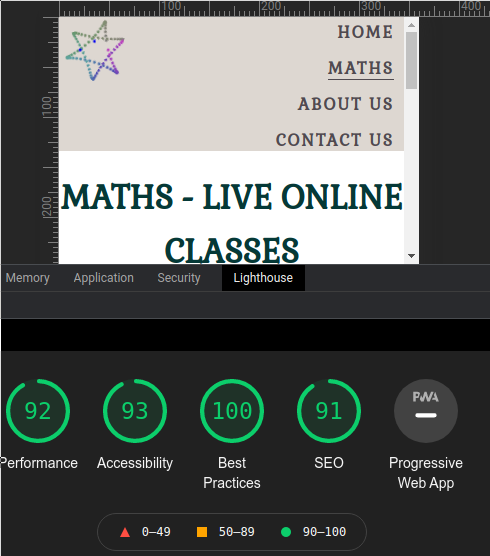 100 200 300 400
HOME
MATHS
ABOUT US
CONTACT US
100
200
MATHS - LIVE ONLINE
CLASSES
Memory Application Security Lighthouse
92 93 100 91 PWA
Performance Accessibility Best SEO Progressive
Practices Web App
0–49 50–89 90–100